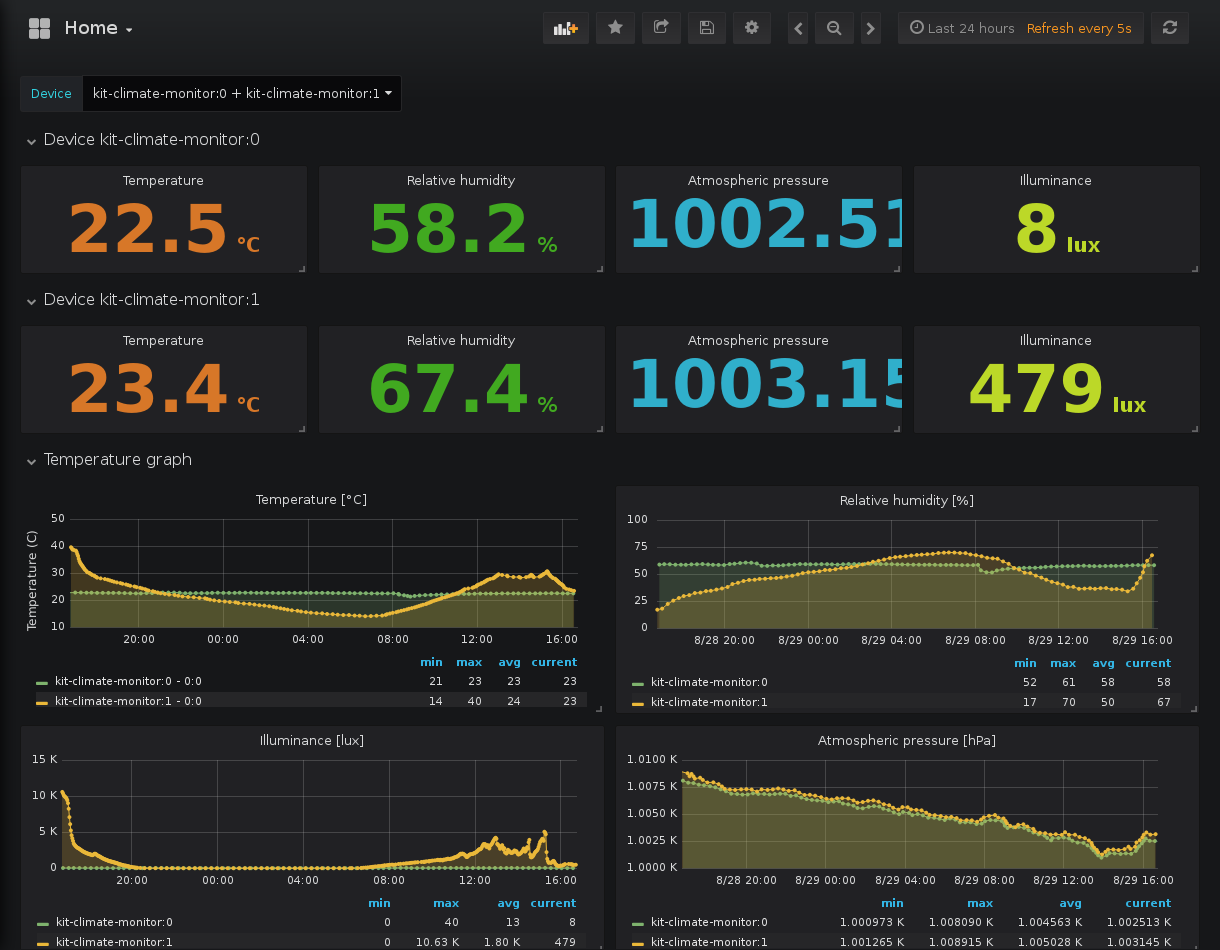 Home
Last 24 hours Refresh every 5s
Device kit-climate-monitor:0 + kit-climate-monitor:1
Device kit-climate-monitor:0
Temperature Relative humidity Atmospheric pressure Illuminance
22.5 °C 58.2 % 1002.51 8 lux
Device kit-climate-monitor:1
Temperature Relative humidity Atmospheric pressure Illuminance
23.4 °C 67.4 % 1003.15 479 lux
Temperature graph
Temperature [°C]
Temperature (C)
50
40
30
20
10
20:00 00:00 04:00 08:00 12:00 16:00
min max avg current
kit-climate-monitor:0 - 0:0 21 23 23 23
kit-climate-monitor:1 - 0:0 14 40 24 23
Relative humidity [%]
100
75
50
25
0
8/28 20:00 8/29 00:00 8/29 04:00 8/29 08:00 8/29 12:00 8/29 16:00
min max avg current
kit-climate-monitor:0 52 61 58 58
kit-climate-monitor:1 17 70 50 67
Illuminance [lux]
15 K
10 K
5 K
0
20:00 00:00 04:00 08:00 12:00 16:00
min max avg current
kit-climate-monitor:0 0 40 13 8
kit-climate-monitor:1 0 10.63 K 1.80 K 479
Atmospheric pressure [hPa]
1.0100 K
1.0075 K
1.0050 K
1.0025 K
1.0000 K
8/28 20:00 8/29 00:00 8/29 04:00 8/29 08:00 8/29 12:00 8/29 16:00
min max avg current
kit-climate-monitor:0 1.000973 K 1.008090 K 1.004563 K 1.002513 K
kit-climate-monitor:1 1.001265 K 1.008915 K 1.005028 K 1.003145 K